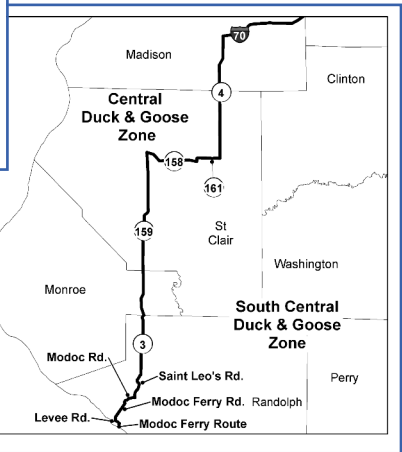 70
Madison
Clinton
Central
Duck & Goose
Zone
4
158
161
St
Clair
159
Washington
Monroe
South Central
Duck & Goose
Zone
3
Modoc Rd.
Saint Leo's Rd.
Perry
Modoc Ferry Rd.
Randolph
Levee Rd.
Modoc Ferry Route